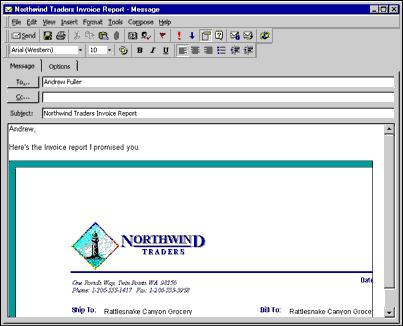 Northwind Traders Invoice Report - Message
File Edit View Insert Format Tools Compose Help
Send
Arial (Western) 10 B I U
Message Options
To... Andrew Fuller
Cc...
Subject: Northwind Traders Invoice Report
Andrew,
Here's the Invoice report I promised you.
NORTHWIND
TRADERS
One Portals Way, Twin Points WA 98156
Phone: 1-206-555-1417 Fax: 1-206-555-5938
Date
Ship To: Rattlesnake Canyon Grocery Bill To: Rattlesnake Canyon Groce